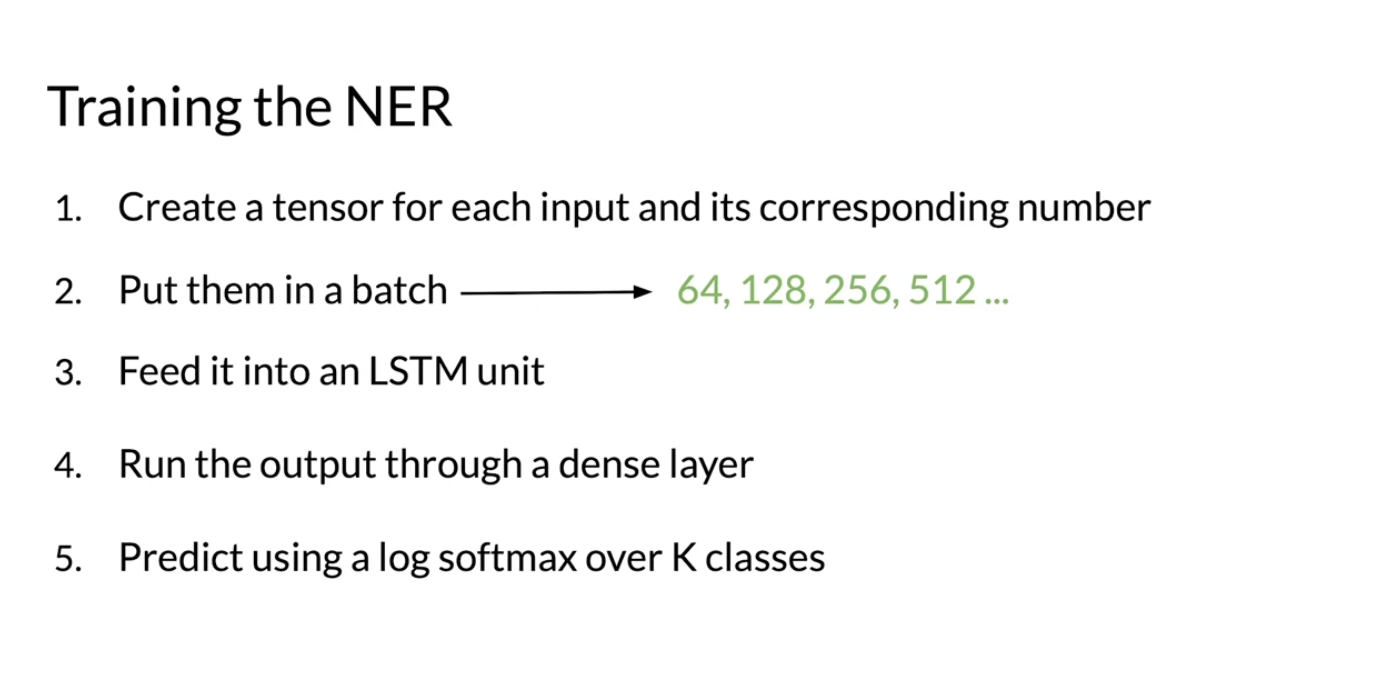 Training the NER
1. Create a tensor for each input and its corresponding number
2. Put them in a batch 64, 128, 256, 512 ...
3. Feed it into an LSTM unit
4. Run the output through a dense layer
5. Predict using a log softmax over K classes